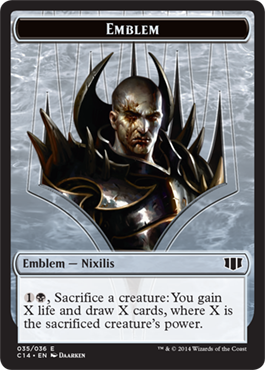 EMBLEM
Emblem — Nixilis
1B, Sacrifice a creature: You gain
X life and draw X cards, where X is
the sacrificed creature's power.
035/036 E
C14 • EN DAARKEN
™ & © 2014 Wizards of the Coast